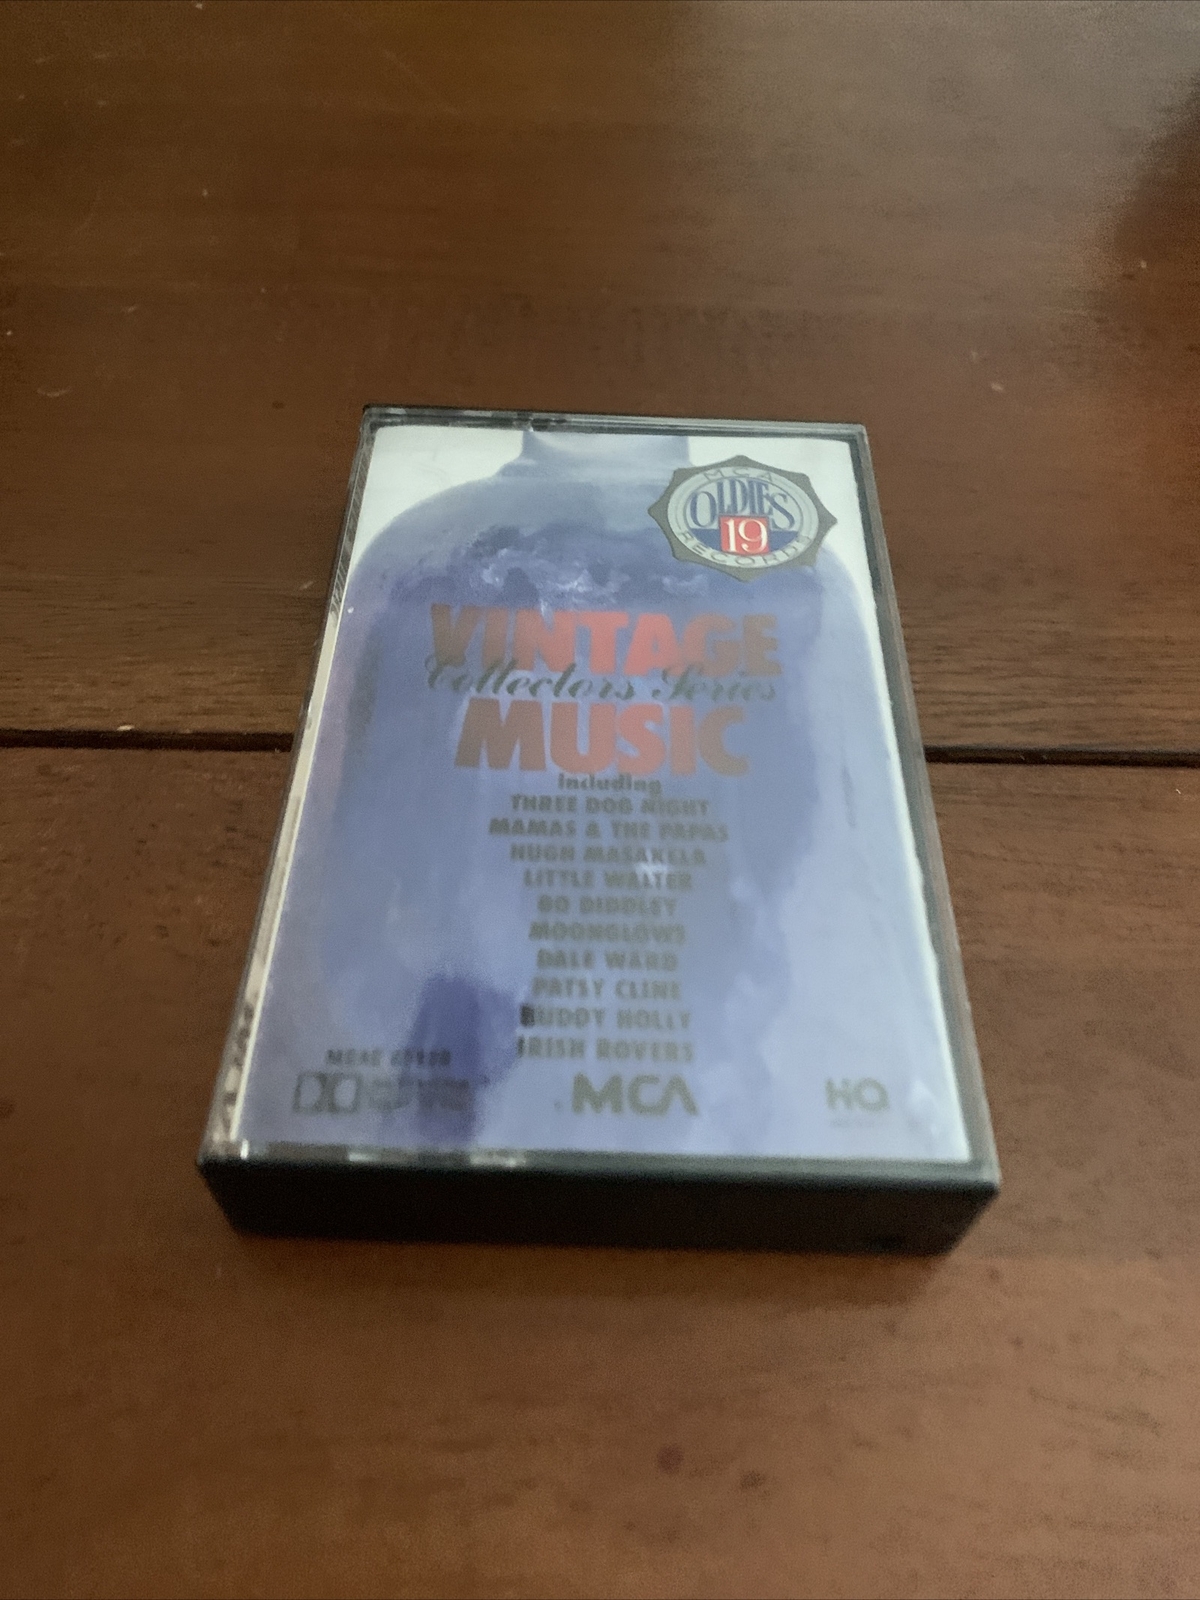 MCA
OLDIES
19
RECORDS
VINTAGE
Collectors Series
MUSIC
Including
THREE DOG NIGHT
MAMAS & THE PAPAS
HUGH MASAKELA
LITTLE WALTER
BO DIDDLEY
MOONGLOWS
DALE WARD
PATSY CLINE
BUDDY HOLLY
IRISH ROVERS
MCA
HQ